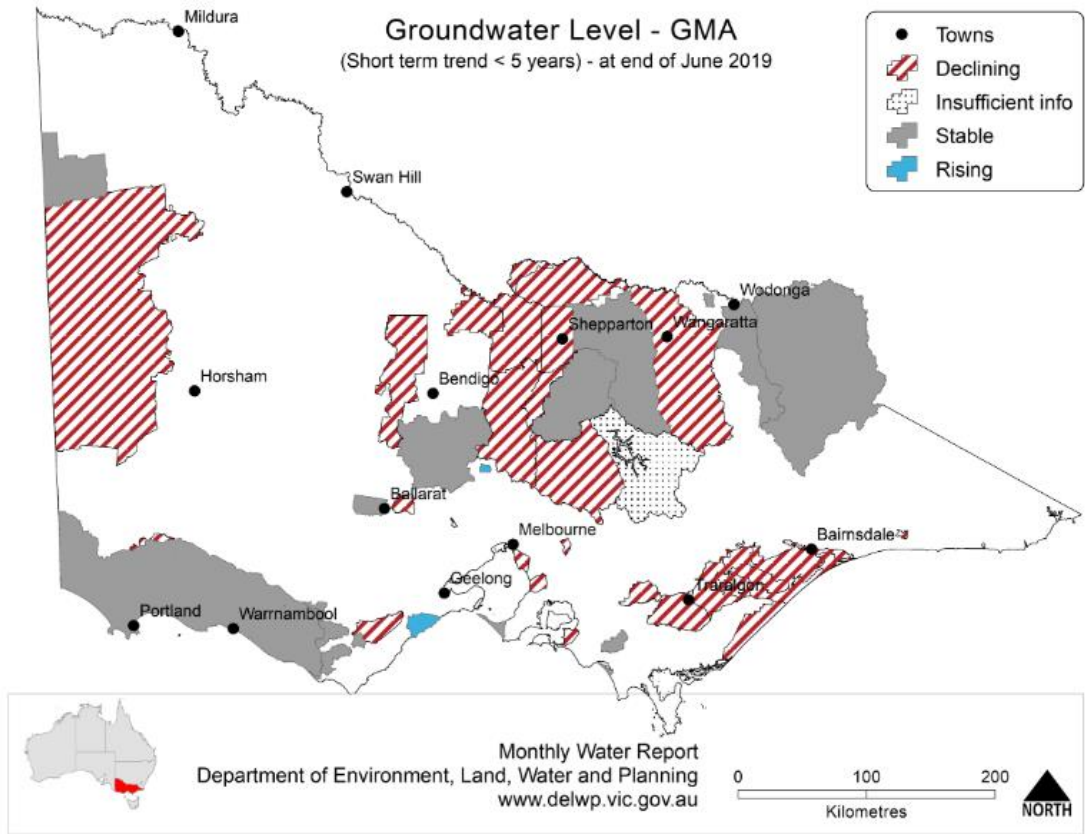 Groundwater Level - GMA
(Short term trend < 5 years) - at end of June 2019
Towns
Declining
Insufficient info
Stable
Rising
Mildura
Swan Hill
Wodonga
Shepparton
Wangaratta
Horsham
Bendigo
Ballarat
Melbourne
Bairnsdale
Geelong
Traralgon
Portland
Warrnambool
Monthly Water Report
Department of Environment, Land, Water and Planning
www.delwp.vic.gov.au
0 100 200
Kilometres
NORTH